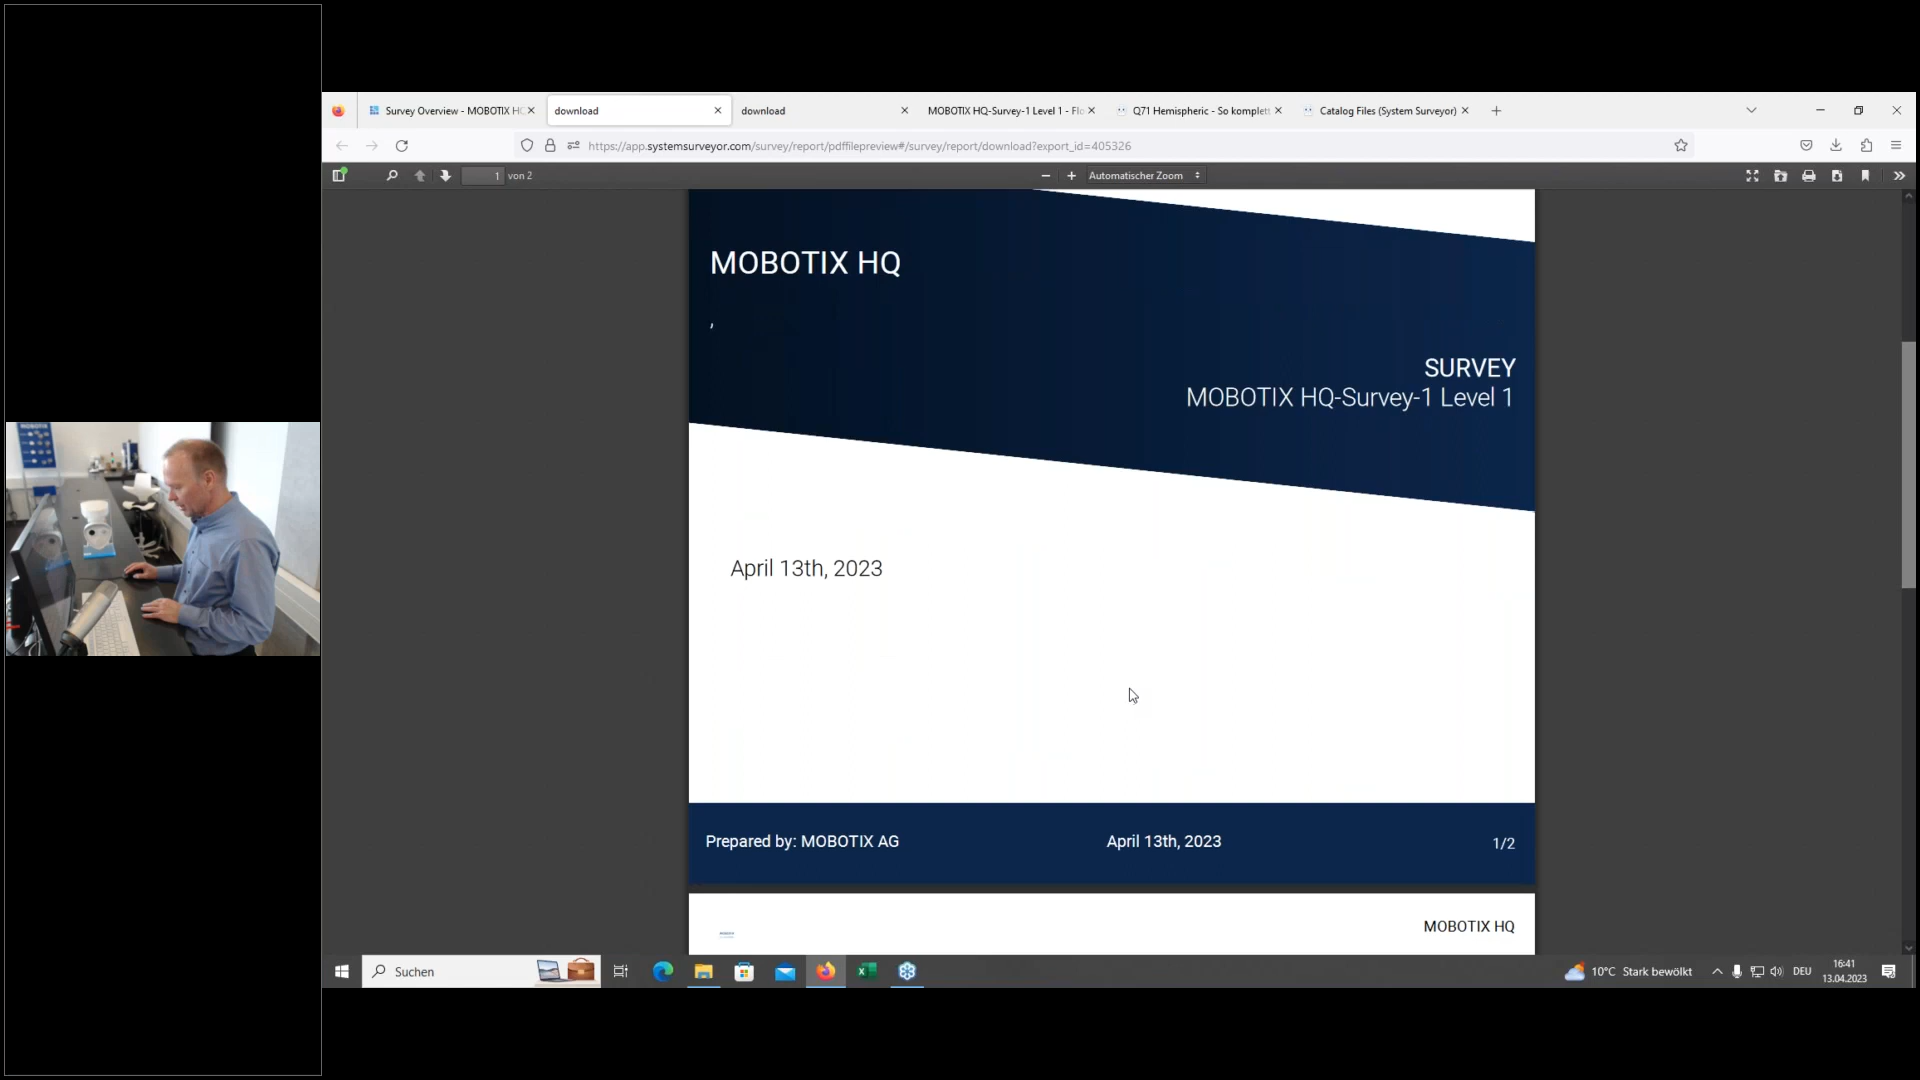 Survey Overview - MOBOTIX HQ
download
download
MOBOTIX HQ-Survey-1 Level 1 - Flo
Q71 Hemispheric - So komplett
Catalog Files (System Surveyor)
https://app.systemsurveyor.com/survey/report/pdffilepreview#/survey/report/download?export_id=405326
1 von 2
Automatischer Zoom
MOBOTIX HQ
,
SURVEY
MOBOTIX HQ-Survey-1 Level 1
April 13th, 2023
Prepared by: MOBOTIX AG
April 13th, 2023
1/2
MOBOTIX HQ
Suchen
10°C Stark bewölkt
DEU
16:41
13.04.2023